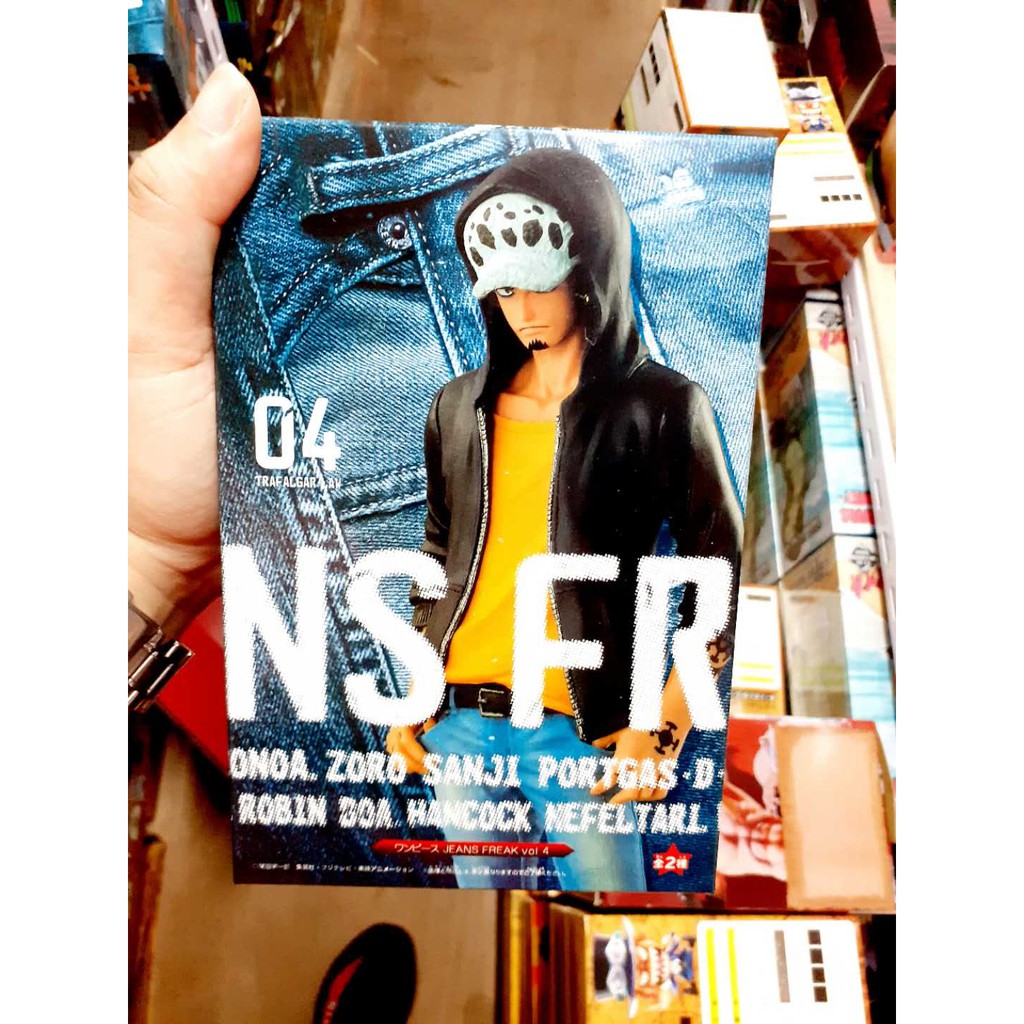 04
TRAFALGAR LAW
NS FR
ONOA ZORO SANJI PORTGAS・D・
ROBIN BOA HANCOCK NEFELTARI
ワンピース JEANS FREAK vol 4
全2種